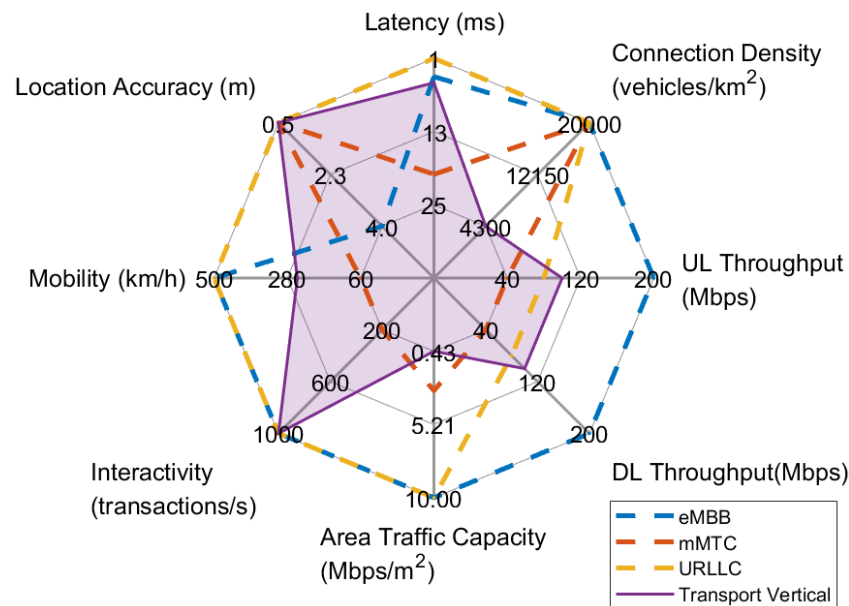 Latency (ms)
Connection Density
(vehicles/km2)
Location Accuracy (m)
1
0.5
20000
13
2.3
12150
25
4.0
4300
Mobility (km/h)
500
280
60
40
120
200
UL Throughput
(Mbps)
200
40
0.43
600
120
5.21
1000
200
Interactivity
(transactions/s)
DL Throughput(Mbps)
10.00
Area Traffic Capacity
(Mbps/m2)
eMBB
mMTC
URLLC
Transport Vertical